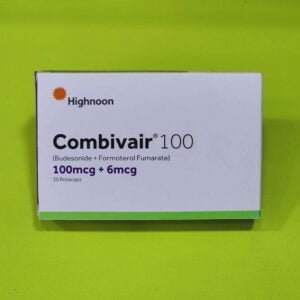 Highnoon
Combivair® 100
(Budesonide + Formoterol Fumarate)
100mcg + 6mcg
30 Rotacaps